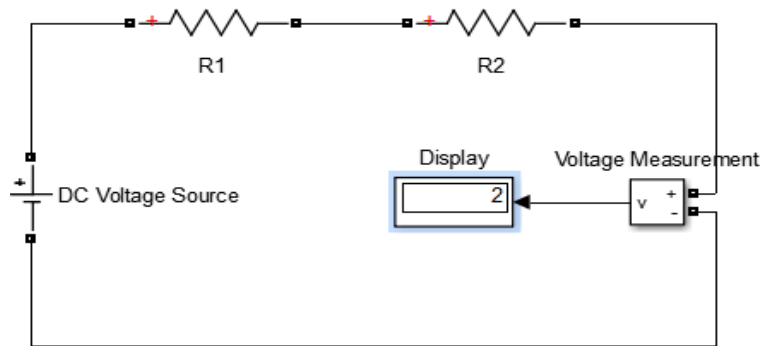 R1
R2
Display
Voltage Measurement
+
DC Voltage Source
2
v
+
-